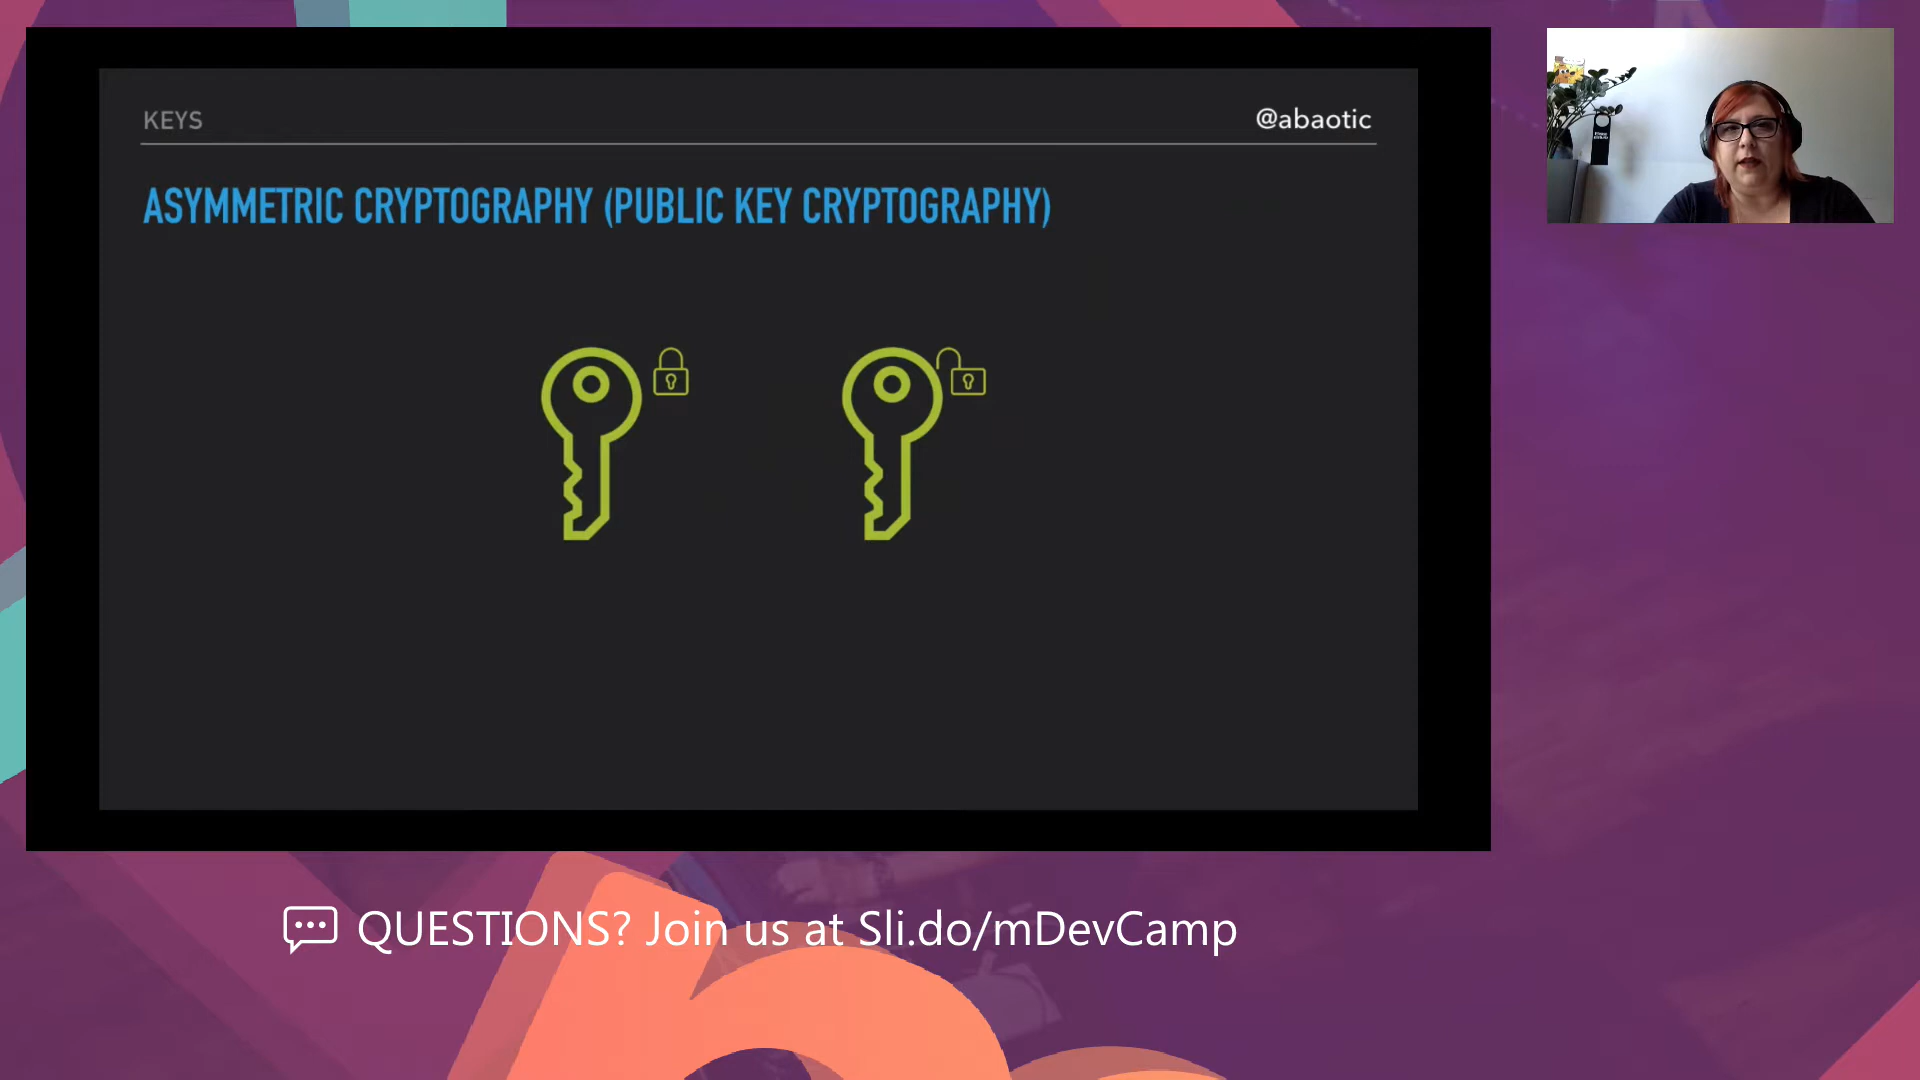 KEYS
@abaotic
ASYMMETRIC CRYPTOGRAPHY (PUBLIC KEY CRYPTOGRAPHY)
QUESTIONS? Join us at Sli.do/mDevCamp